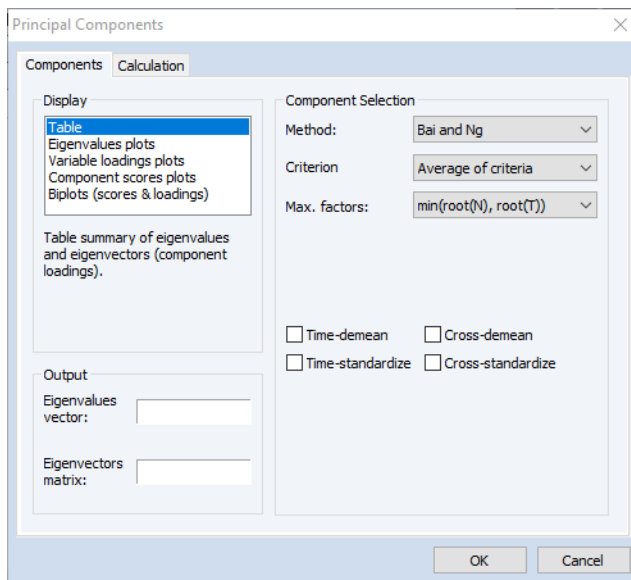 Principal Components
Components
Calculation
Display
Table
Eigenvalues plots
Variable loadings plots
Component scores plots
Biplots (scores & loadings)
Table summary of eigenvalues
and eigenvectors (component
loadings).
Output
Eigenvalues
vector:
Eigenvectors
matrix:
Component Selection
Method:
Bai and Ng
Criterion
Average of criteria
Max. factors:
min(root(N), root(T))
Time-demean
Cross-demean
Time-standardize
Cross-standardize
OK
Cancel